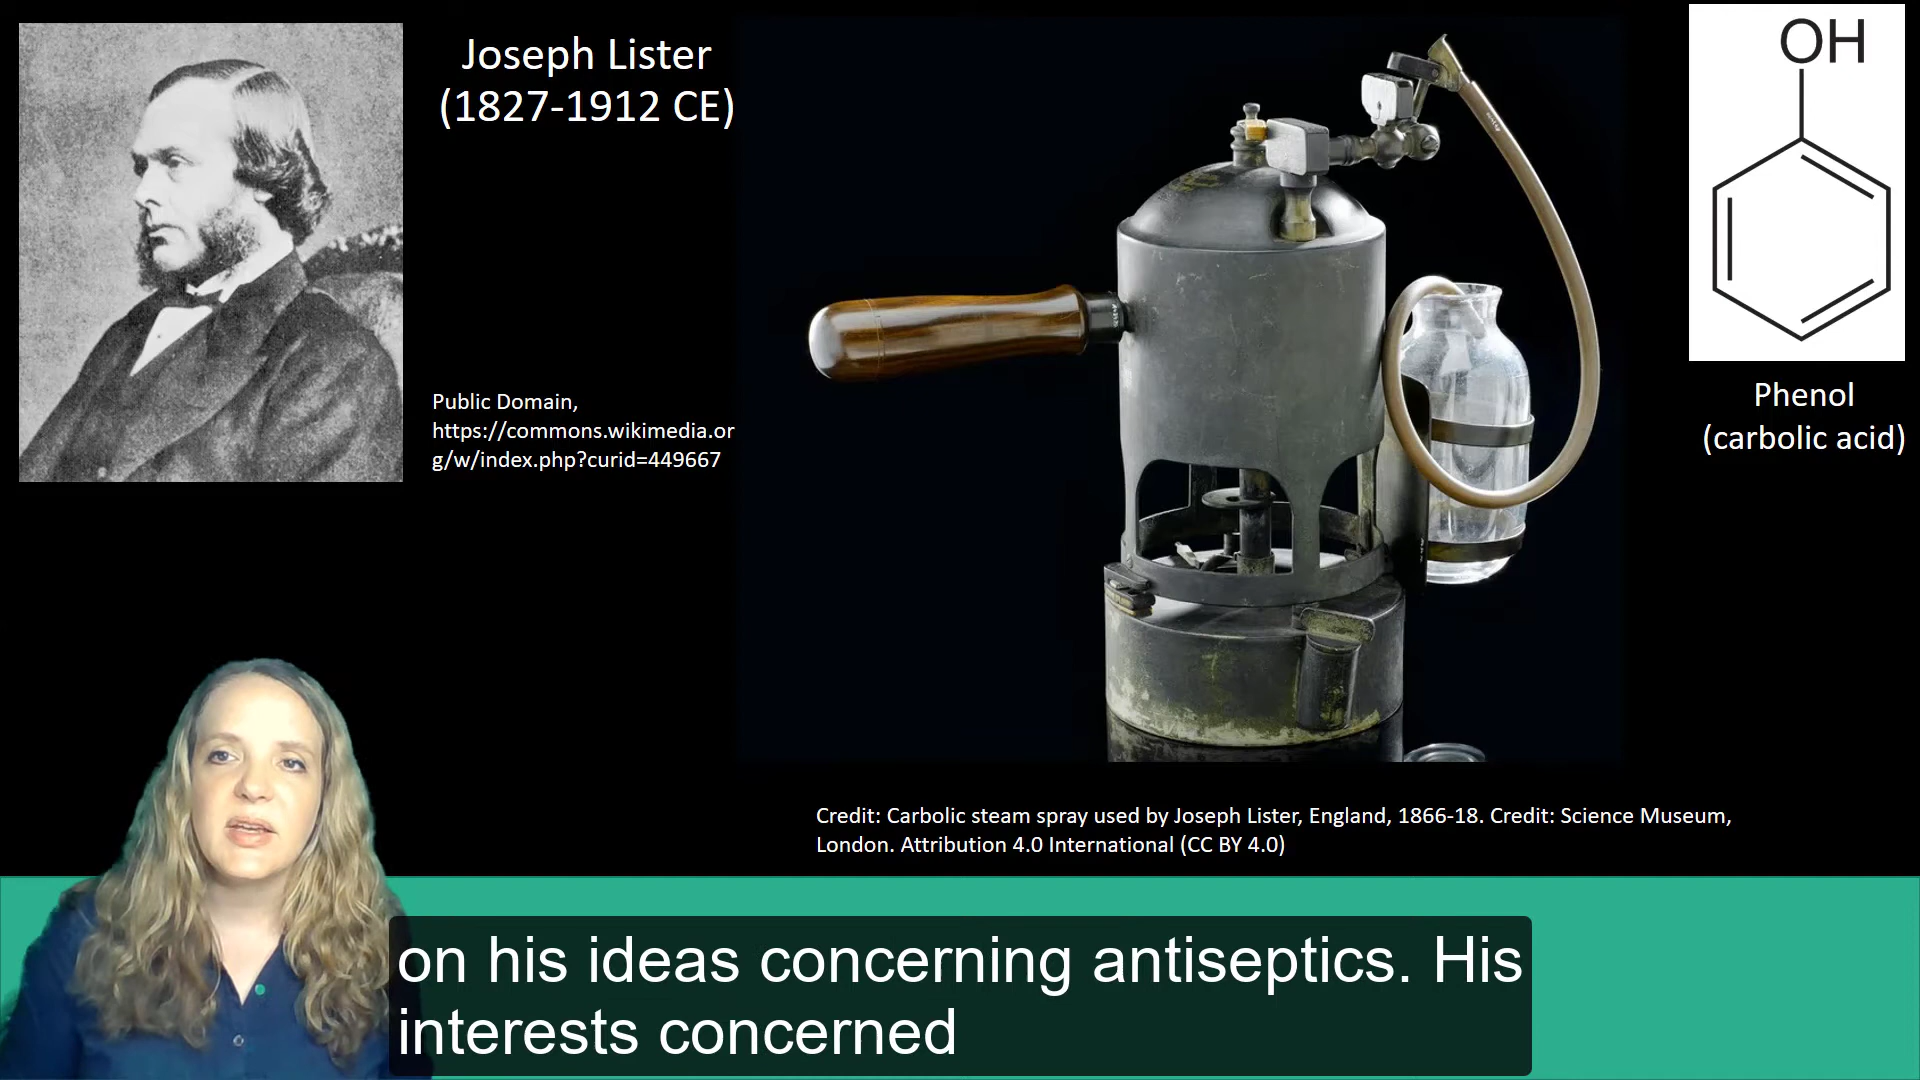 Joseph Lister
(1827-1912 CE)
Public Domain,
https://commons.wikimedia.or
g/w/index.php?curid=449667
OH
Phenol
(carbolic acid)
Credit: Carbolic steam spray used by Joseph Lister, England, 1866-18. Credit: Science Museum,
London. Attribution 4.0 International (CC BY 4.0)
on his ideas concerning antiseptics. His
interests concerned